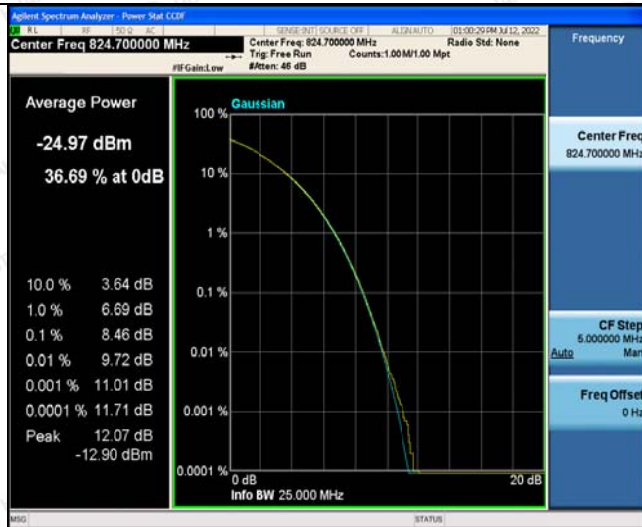 Agilent Spectrum Analyzer - Power Stat CCDF
RL RF 50 Ω AC SENSE:INT SOURCE OFF ALIGN AUTO 01:00:29 PM Jul 12, 2022
Center Freq 824.700000 MHz
Center Freq: 824.700000 MHz Radio Std: None
Trig: Free Run Counts:1.00 M/1.00 Mpt
#IFGain:Low #Atten: 46 dB
Frequency
Average Power
-24.97 dBm
36.69 % at 0dB
10.0 % 3.64 dB
1.0 % 6.69 dB
0.1 % 8.46 dB
0.01 % 9.72 dB
0.001 % 11.01 dB
0.0001 % 11.71 dB
Peak 12.07 dB
-12.90 dBm
Gaussian
100 %
10 %
1 %
0.1 %
0.01 %
0.001 %
0.0001 %
0 dB 20 dB
Info BW 25.000 MHz
Center Freq
824.700000 MHz
CF Step
5.000000 MHz
Auto Man
Freq Offset
0 Hz
MSG STATUS